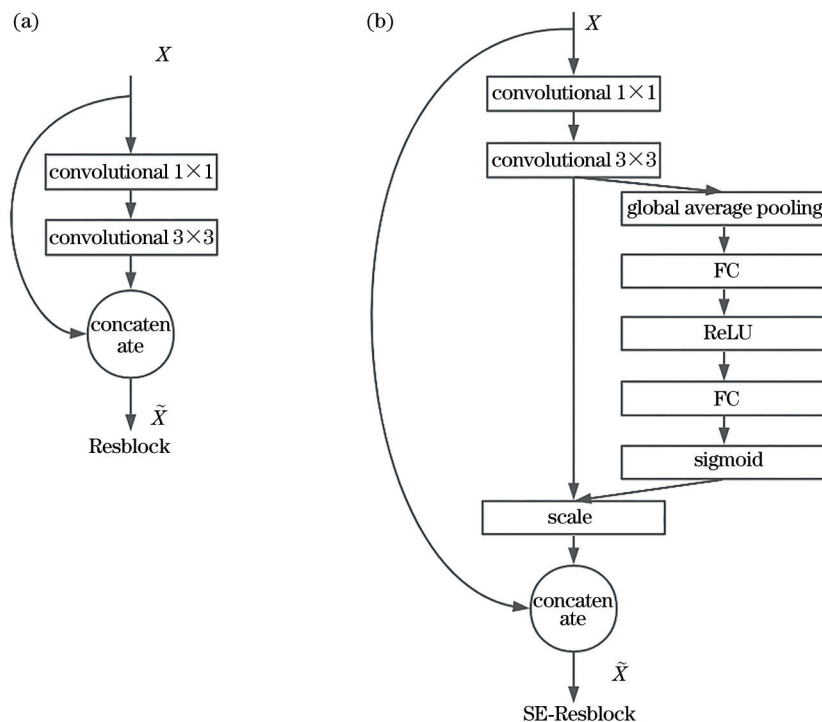 (a)
X
convolutional 1×1
convolutional 3×3
concaten
ate
X̃
Resblock
(b)
X
convolutional 1×1
convolutional 3×3
global average pooling
FC
ReLU
FC
sigmoid
scale
concaten
ate
X̃
SE-Resblock